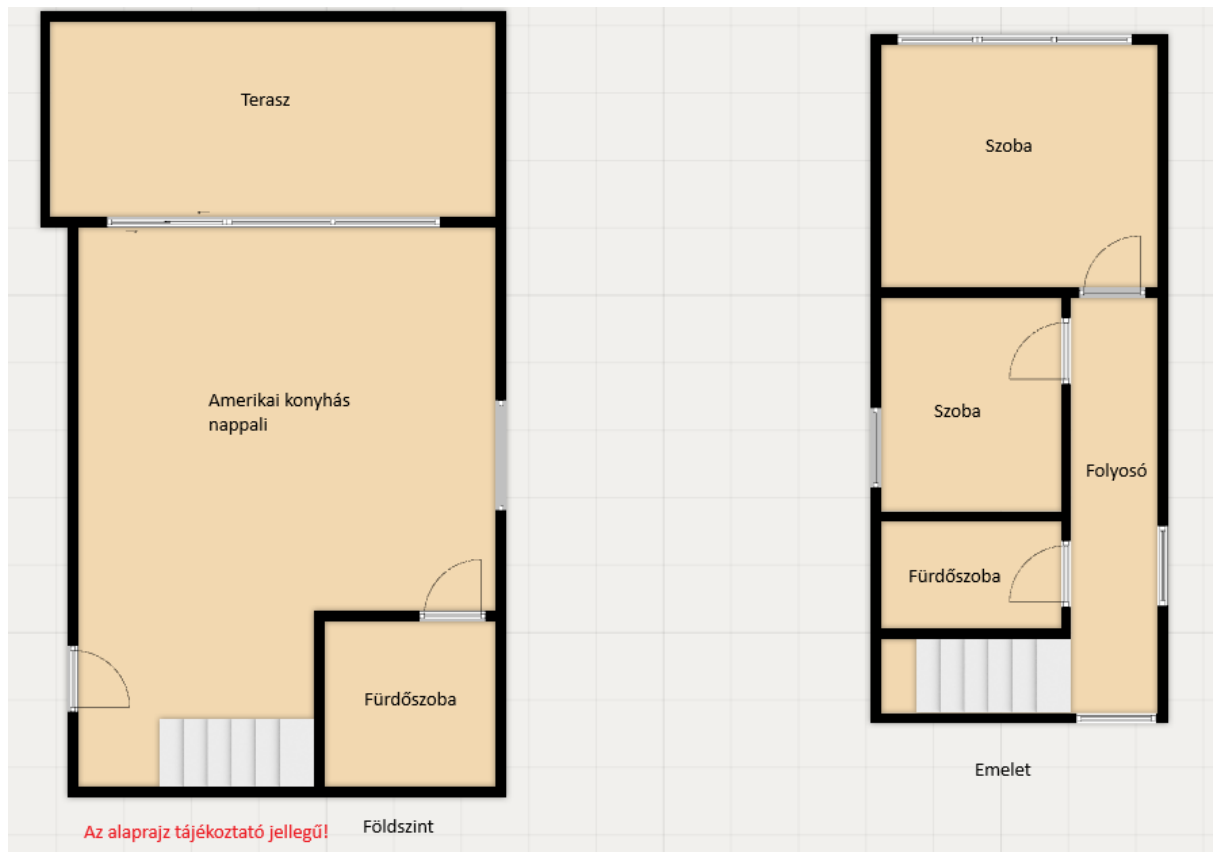 Terasz
Amerikai konyhás
nappali
Fürdőszoba
Az alaprajz tájékoztató jellegű!
Földszint
Szoba
Szoba
Folyosó
Fürdőszoba
Emelet